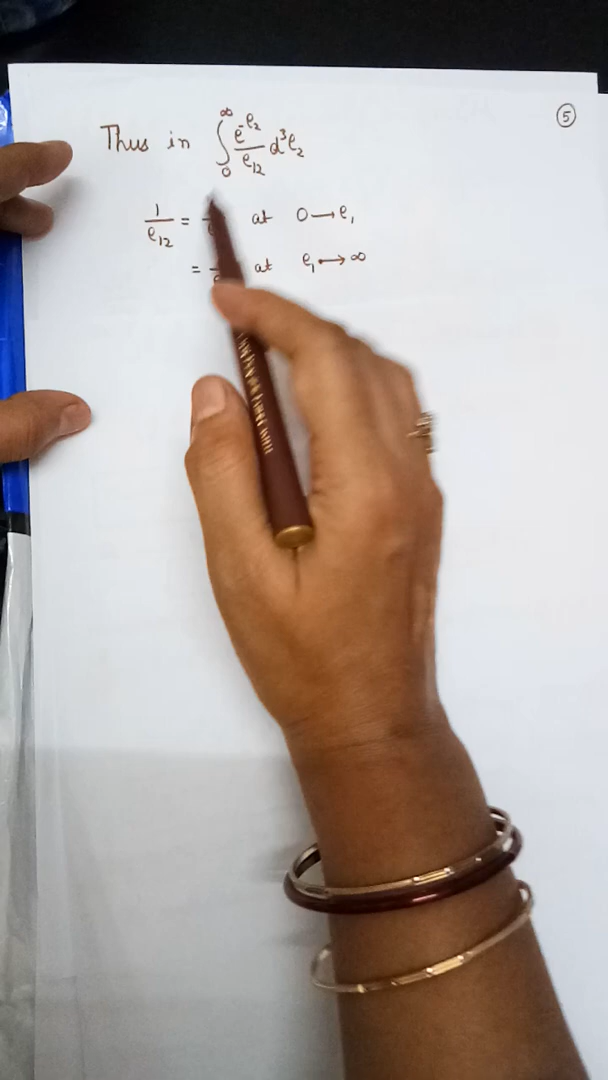 ⑤
Thus in ∫₀^∞ e^{-ρ₂}/ρ₁₂ d³ρ₂
1/ρ₁₂ = at 0→ρ₁
= at ρ₁↔∞